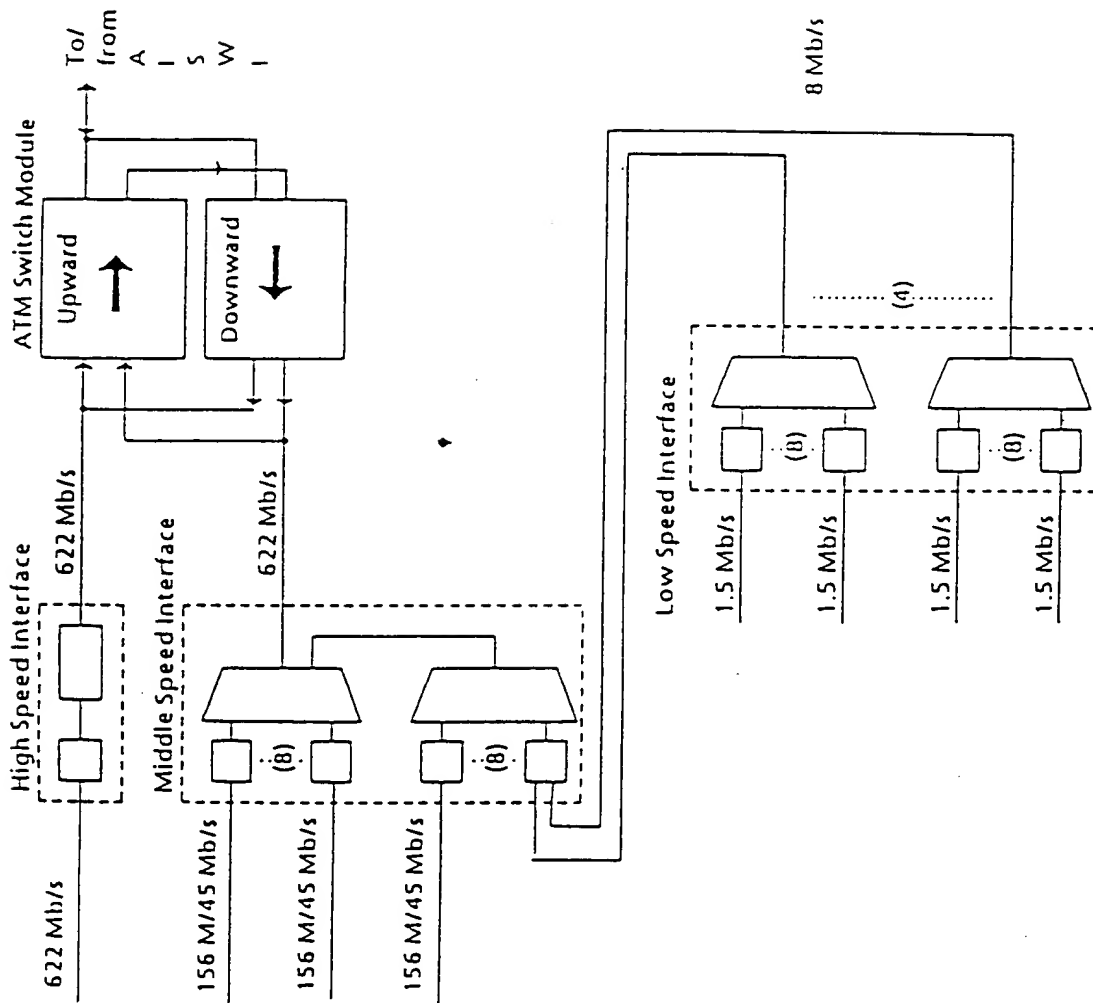 ATM Switch Module
Upward
Downward
To/
from
A
I
S
W
I
High Speed Interface
622 Mb/s
622 Mb/s
Middle Speed Interface
622 Mb/s
156 M/45 Mb/s
156 M/45 Mb/s
156 M/45 Mb/s
(8)
(8)
Low Speed Interface
1.5 Mb/s
1.5 Mb/s
1.5 Mb/s
1.5 Mb/s
(8)
(8)
(4)
8 Mb/s